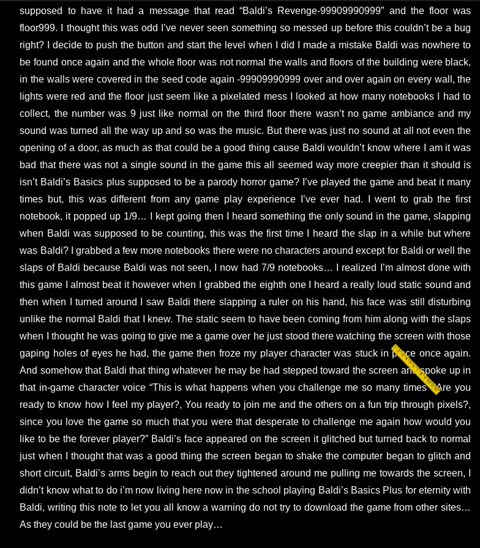 supposed to have it had a message that read “Baldi’s Revenge-99909990999” and the floor was
floor999. I thought this was odd I’ve never seen something so messed up before this couldn’t be a bug
right? I decide to push the button and start the level when I did I made a mistake Baldi was nowhere to
be found once again and the whole floor was not normal the walls and floors of the building were black,
in the walls were covered in the seed code again -99909990999 over and over again on every wall, the
lights were red and the floor just seem like a pixelated mess I looked at how many notebooks I had to
collect, the number was 9 just like normal on the third floor there wasn’t no game ambiance and my
sound was turned all the way up and so was the music. But there was just no sound at all not even the
opening of a door, as much as that could be a good thing cause Baldi wouldn’t know where I am it was
bad that there was not a single sound in the game this all seemed way more creepier than it should is
isn’t Baldi’s Basics plus supposed to be a parody horror game? I’ve played the game and beat it many
times but, this was different from any game play experience I’ve ever had. I went to grab the first
notebook, it popped up 1/9… I kept going then I heard something the only sound in the game, slapping
when Baldi was supposed to be counting, this was the first time I heard the slap in a while but where
was Baldi? I grabbed a few more notebooks there were no characters around except for Baldi or well the
slaps of Baldi because Baldi was not seen, I now had 7/9 notebooks… I realized I’m almost done with
this game I almost beat it however when I grabbed the eighth one I heard a really loud static sound and
then when I turned around I saw Baldi there slapping a ruler on his hand, his face was still disturbing
unlike the normal Baldi that I knew. The static seem to have been coming from him along with the slaps
when I thought he was going to give me a game over he just stood there watching the screen with those
gaping holes of eyes he had, the game then froze my player character was stuck in place once again.
And somehow that Baldi that thing whatever he may be had stepped toward the screen and spoke up in
that in-game character voice “This is what happens when you challenge me so many times Are you
ready to know how I feel my player?, You ready to join me and the others on a fun trip through pixels?,
since you love the game so much that you were that desperate to challenge me again how would you
like to be the forever player?” Baldi’s face appeared on the screen it glitched but turned back to normal
just when I thought that was a good thing the screen began to shake the computer began to glitch and
short circuit, Baldi’s arms begin to reach out they tightened around me pulling me towards the screen, I
didn’t know what to do i’m now living here now in the school playing Baldi’s Basics Plus for eternity with
Baldi, writing this note to let you all know a warning do not try to download the game from other sites…
As they could be the last game you ever play…